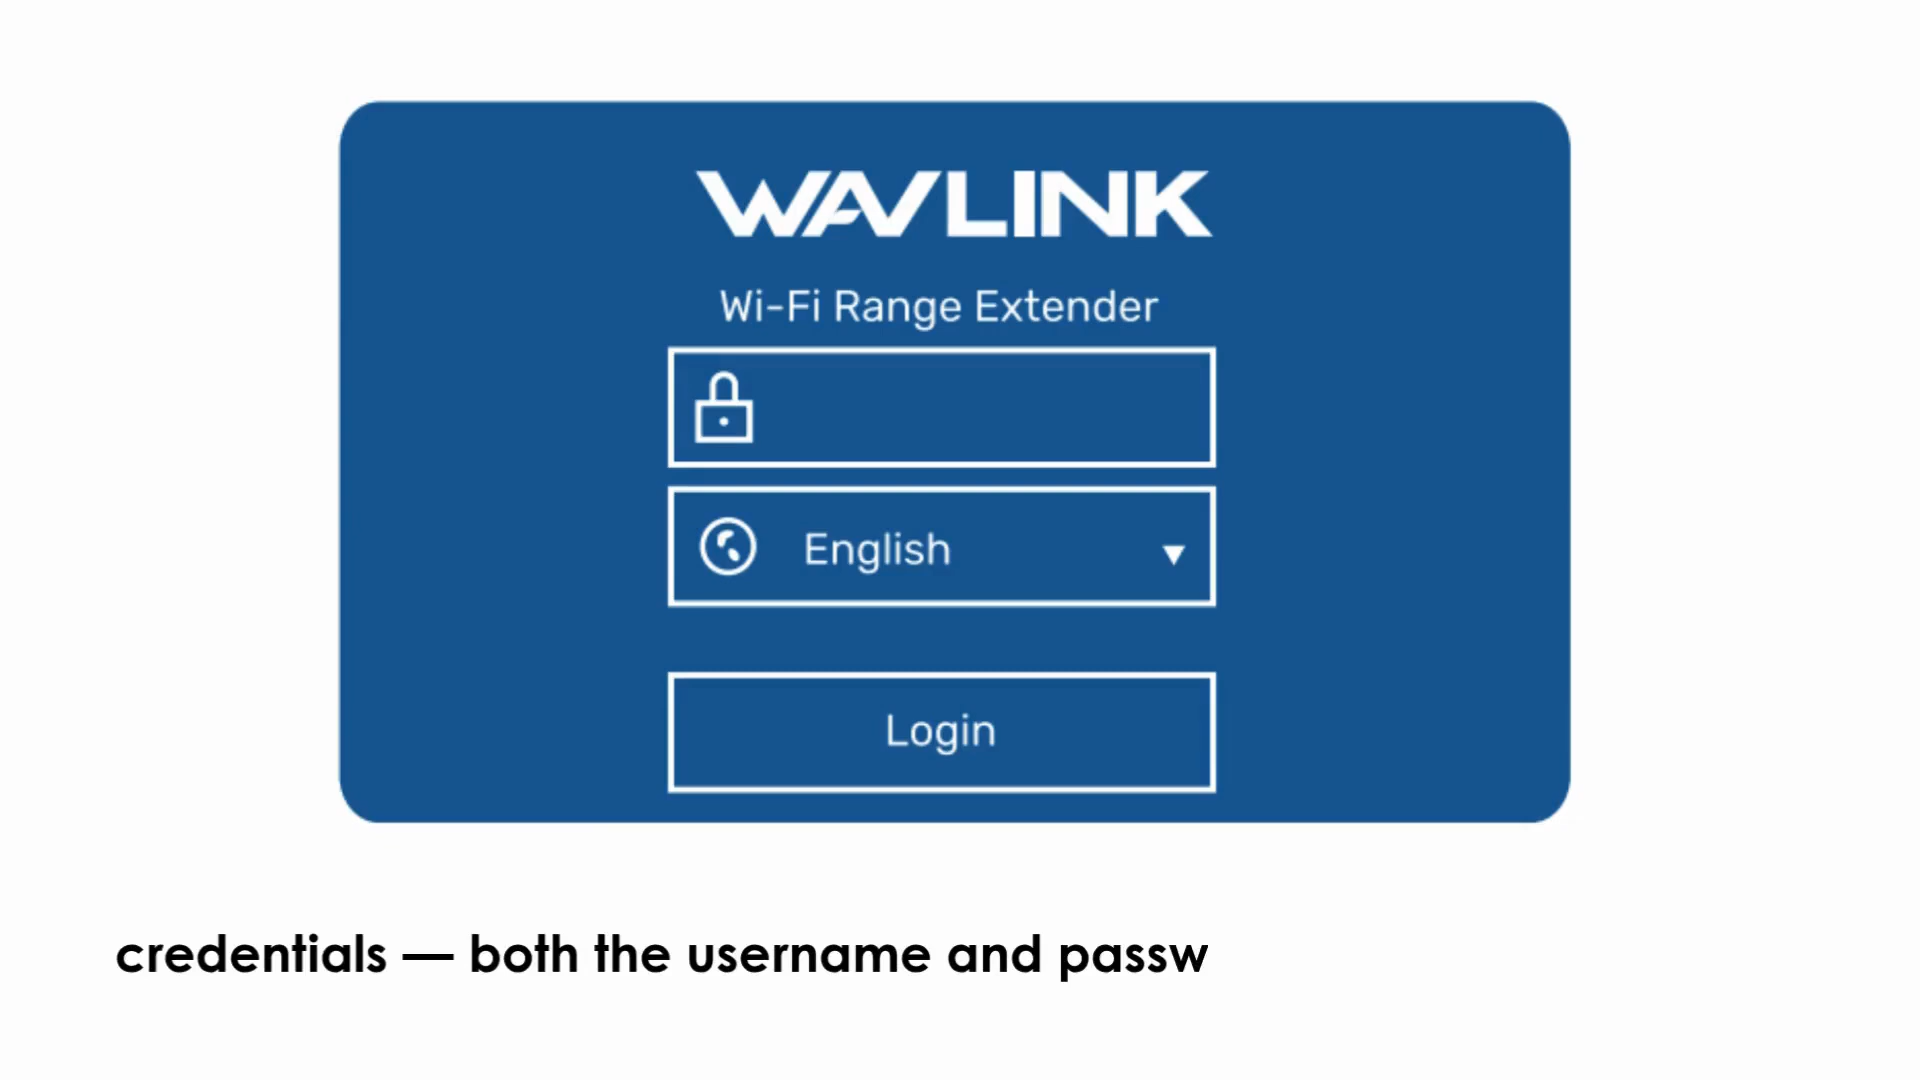 WAVLINK
Wi-Fi Range Extender
English
Login
credentials — both the username and passw